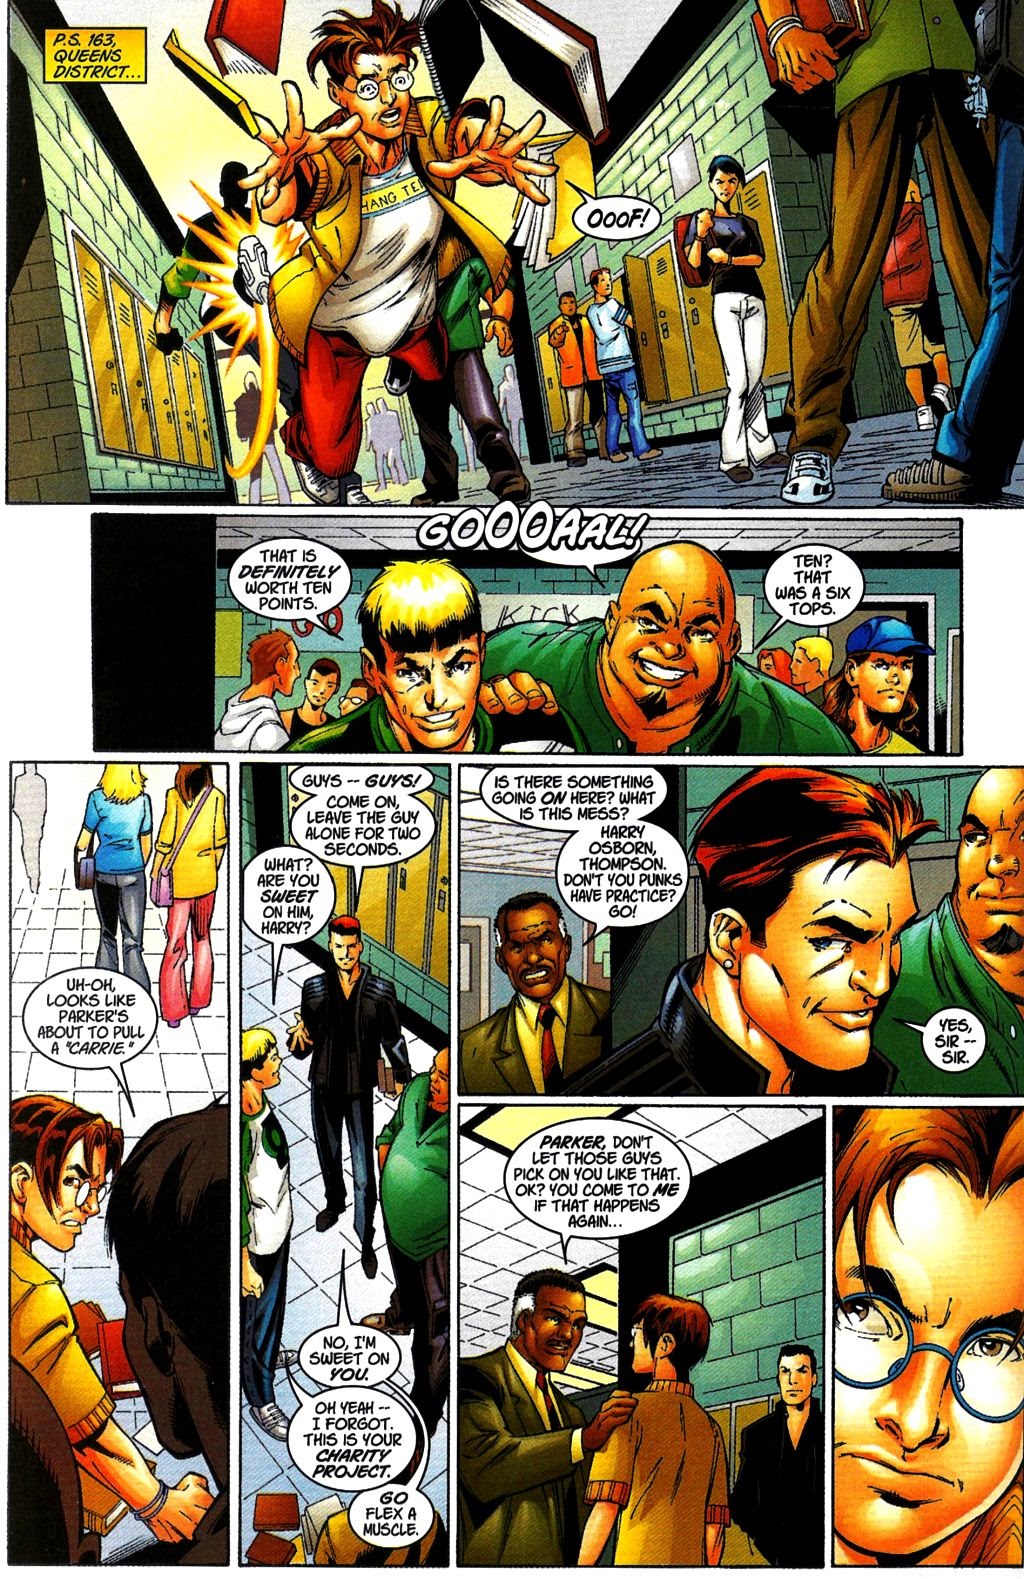 P.S. 163,
QUEENS
DISTRICT...
HANG TE
OOOF!
GOOOAAL!
THAT IS
DEFINITELY
WORTH TEN
POINTS.
TEN?
THAT
WAS A SIX
TOPS.
KICK
GO
UH-OH,
LOOKS LIKE
PARKER'S
ABOUT TO PULL
A "CARRIE."
GUYS -- GUYS!
COME ON,
LEAVE THE GUY
ALONE FOR TWO
SECONDS.
WHAT?
ARE YOU
SWEET
ON HIM,
HARRY?
NO, I'M
SWEET ON
YOU.
OH YEAH --
I FORGOT.
THIS IS YOUR
CHARITY
PROJECT.
GO
FLEX A
MUSCLE.
IS THERE SOMETHING
GOING ON HERE? WHAT
IS THIS MESS?
HARRY
OSBORN,
THOMPSON.
DON'T YOU PUNKS
HAVE PRACTICE?
GO!
YES,
SIR --
SIR.
PARKER, DON'T
LET THOSE GUYS
PICK ON YOU LIKE THAT.
OK? YOU COME TO ME
IF THAT HAPPENS
AGAIN...